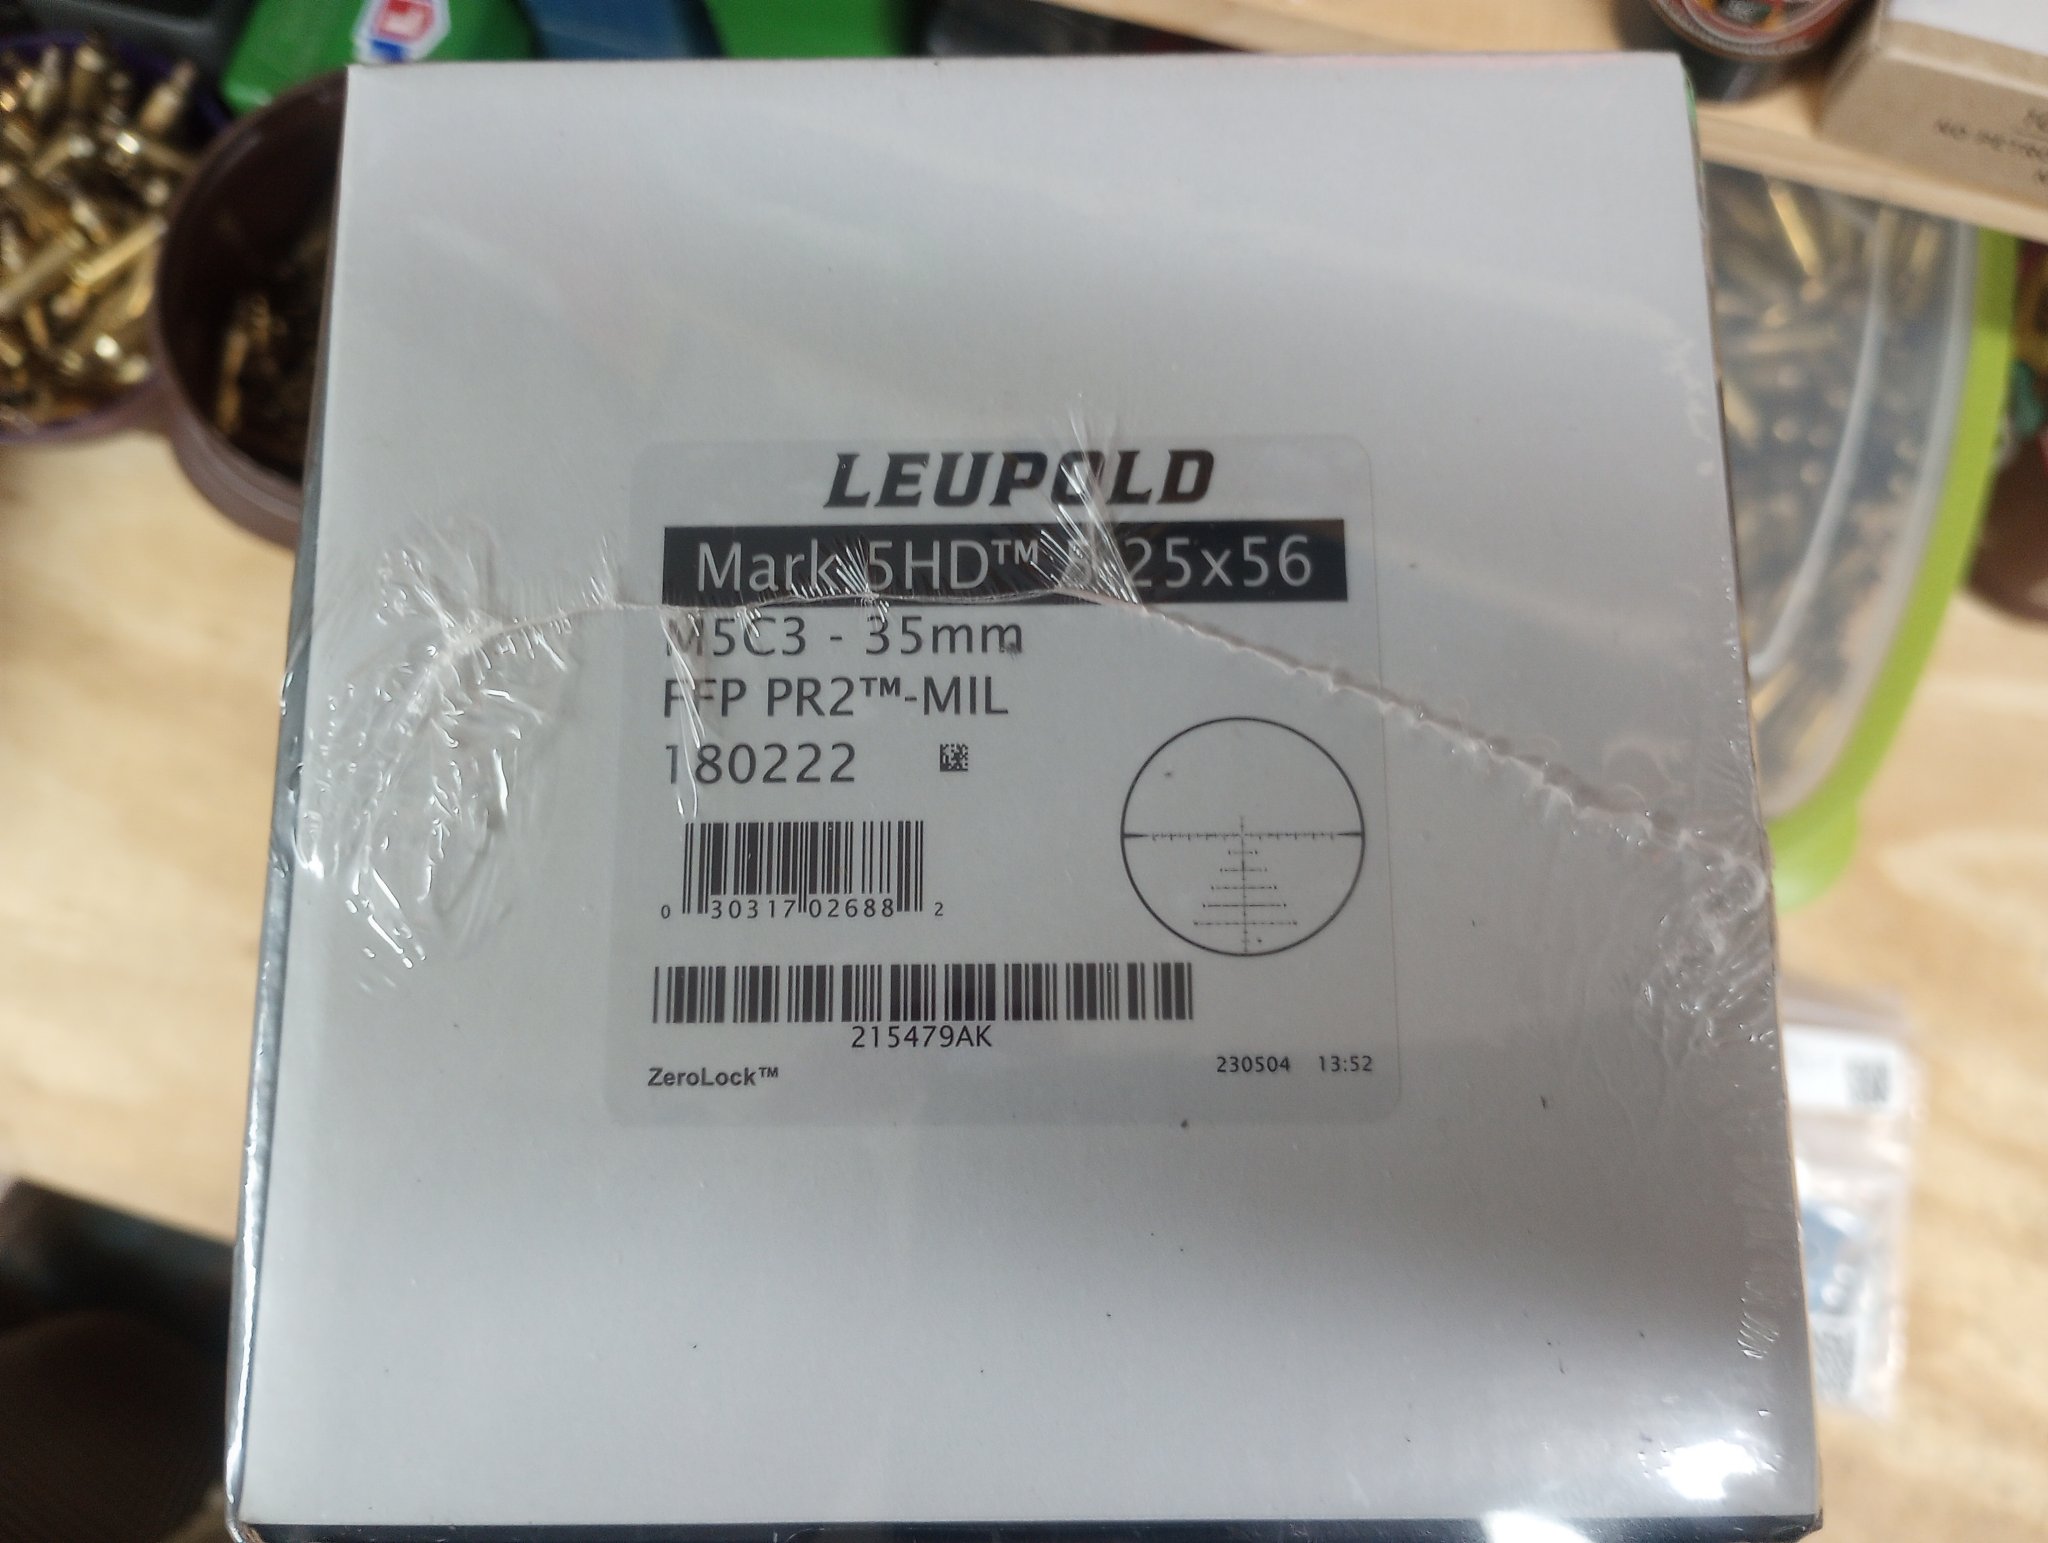 LEUPOLD
Mark 5HD™ 5-25x56
M5C3 - 35mm
FFP PR2™-MIL
180222
0 30317 02688 2
215479AK
ZeroLock™
230504 13:52